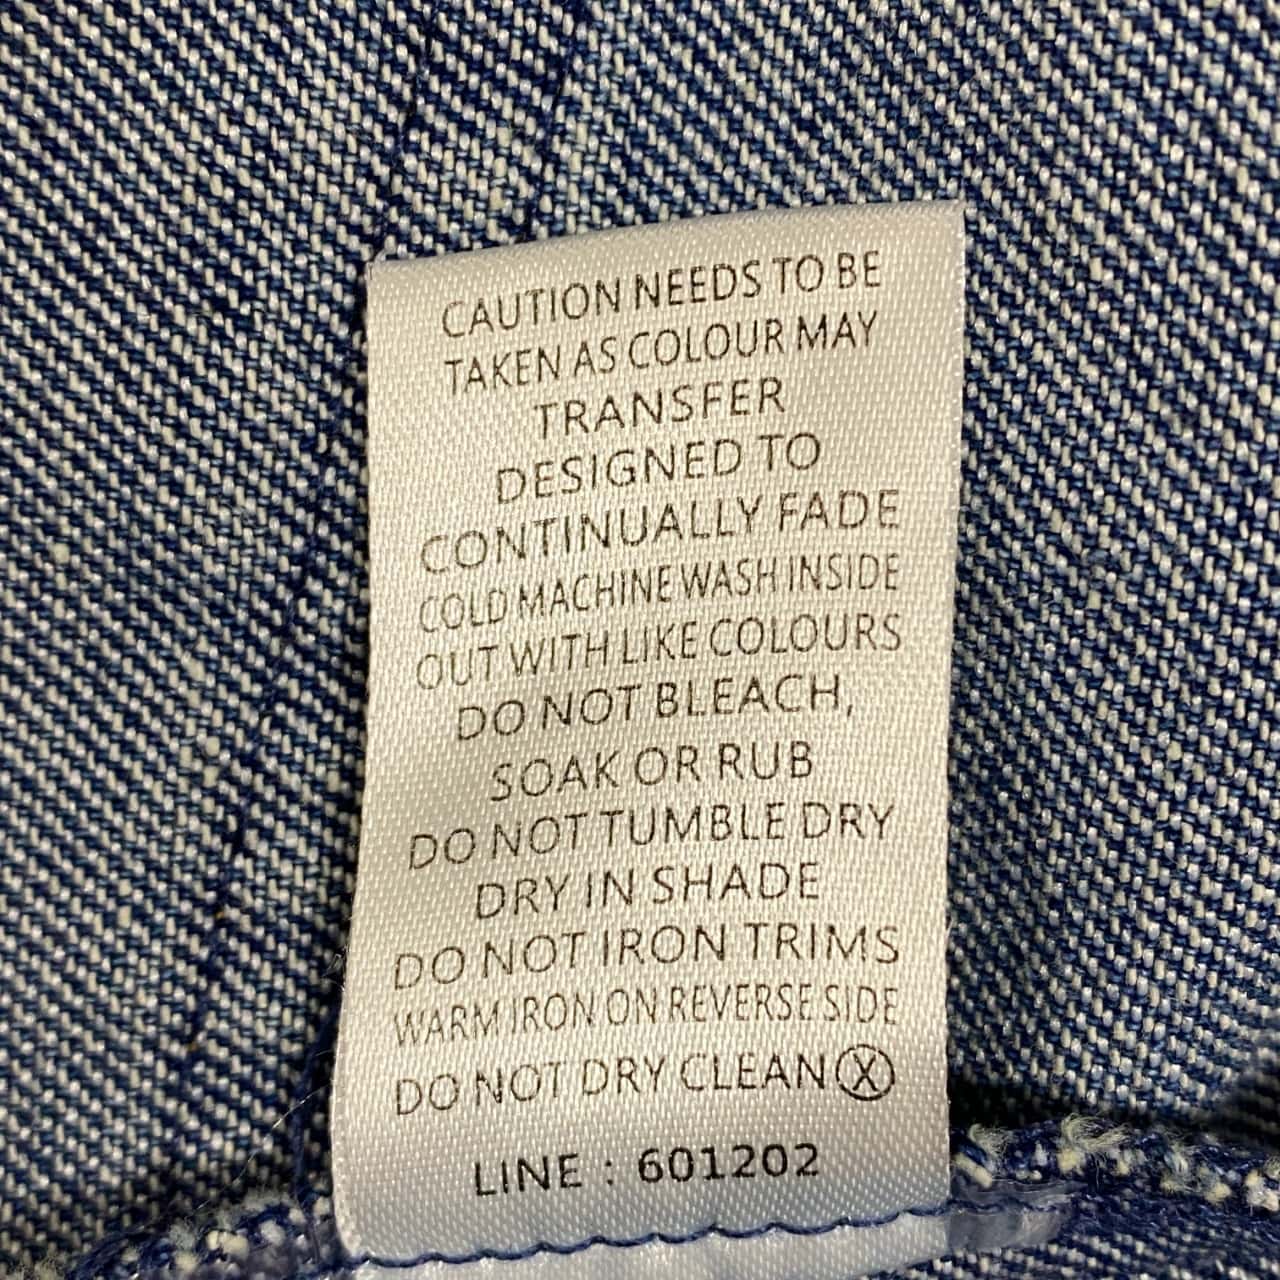 CAUTION NEEDS TO BE
TAKEN AS COLOUR MAY
TRANSFER
DESIGNED TO
CONTINUALLY FADE
COLD MACHINE WASH INSIDE
OUT WITH LIKE COLOURS
DO NOT BLEACH,
SOAK OR RUB
DO NOT TUMBLE DRY
DRY IN SHADE
DO NOT IRON TRIMS
WARM IRON ON REVERSE SIDE
DO NOT DRY CLEAN Ⓧ
LINE : 601202